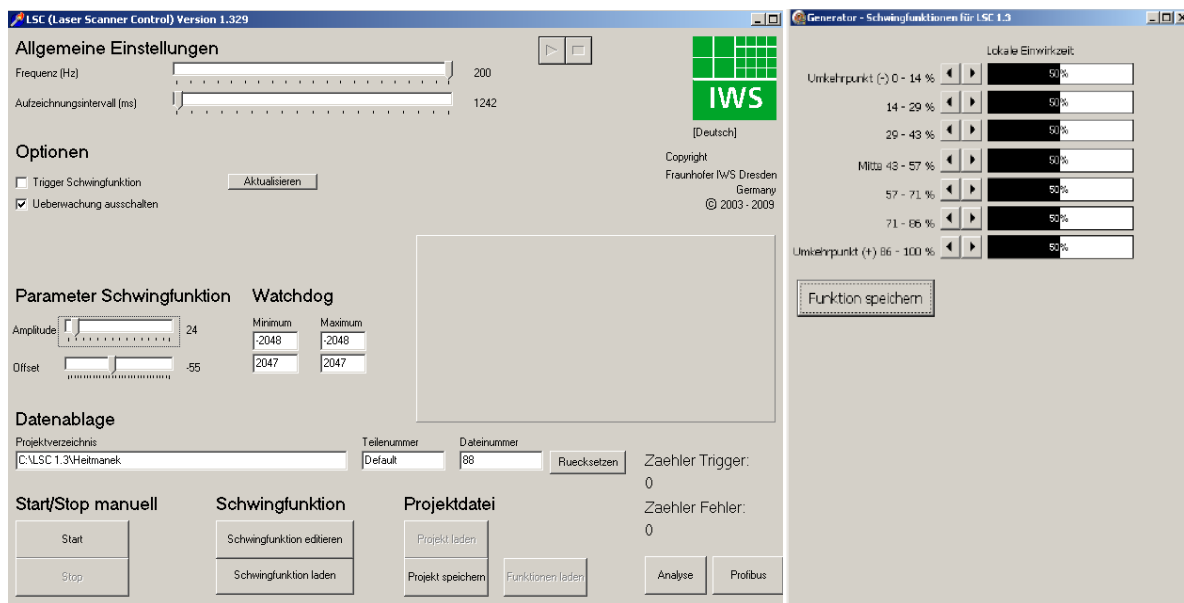 LSC (Laser Scanner Control) Version 1.329
Allgemeine Einstellungen
Frequenz (Hz)
200
Aufzeichnungsintervall (ms)
1242
IWS
[Deutsch]
Copyright
Fraunhofer IWS Dresden
Germany
© 2003 - 2009
Optionen
Trigger Schwingfunktion
Aktualisieren
Ueberwachung ausschalten
Parameter Schwingfunktion
Watchdog
Amplitude
24
Minimum
Maximum
-2048
-2048
Offset
-55
2047
2047
Datenablage
Projektverzeichnis
Teilenummer
Dateinummer
C:\LSC 1.3\Heitmanek
Default
88
Ruecksetzen
Zaehler Trigger:
0
Zaehler Fehler:
0
Start/Stop manuell
Schwingfunktion
Projektdatei
Start
Schwingfunktion editieren
Projekt laden
Stop
Schwingfunktion laden
Projekt speichern
Funktionen laden
Analyse
Profibus
Generator - Schwingfunktionen für LSC 1.3
Lokale Einwirkzeit
Umkehrpunkt (-) 0 - 14 %
50%
14 - 29 %
50%
29 - 43 %
50%
Mitte 43 - 57 %
50%
57 - 71 %
50%
71 - 86 %
50%
Umkehrpunkt (+) 86 - 100 %
50%
Funktion speichern